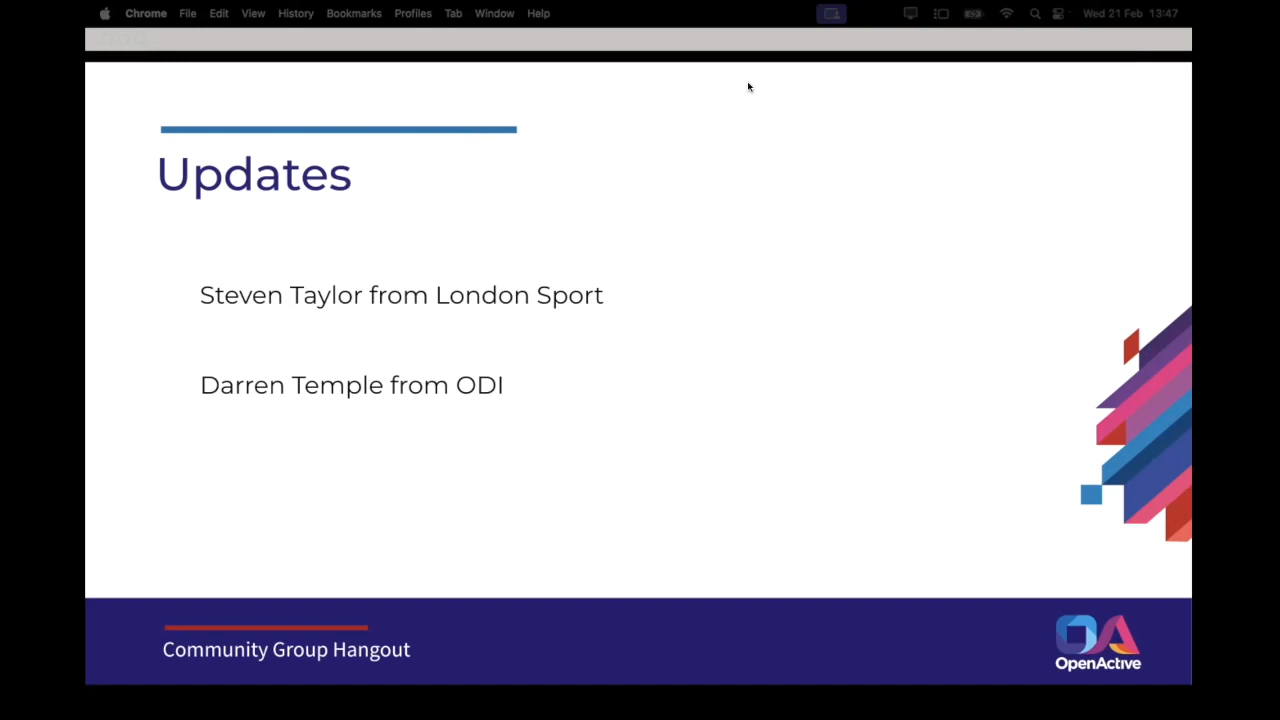 Chrome File Edit View History Bookmarks Profiles Tab Window Help Wed 21 Feb 13:47
Updates
Steven Taylor from London Sport
Darren Temple from ODI
Community Group Hangout
OA
OpenActive